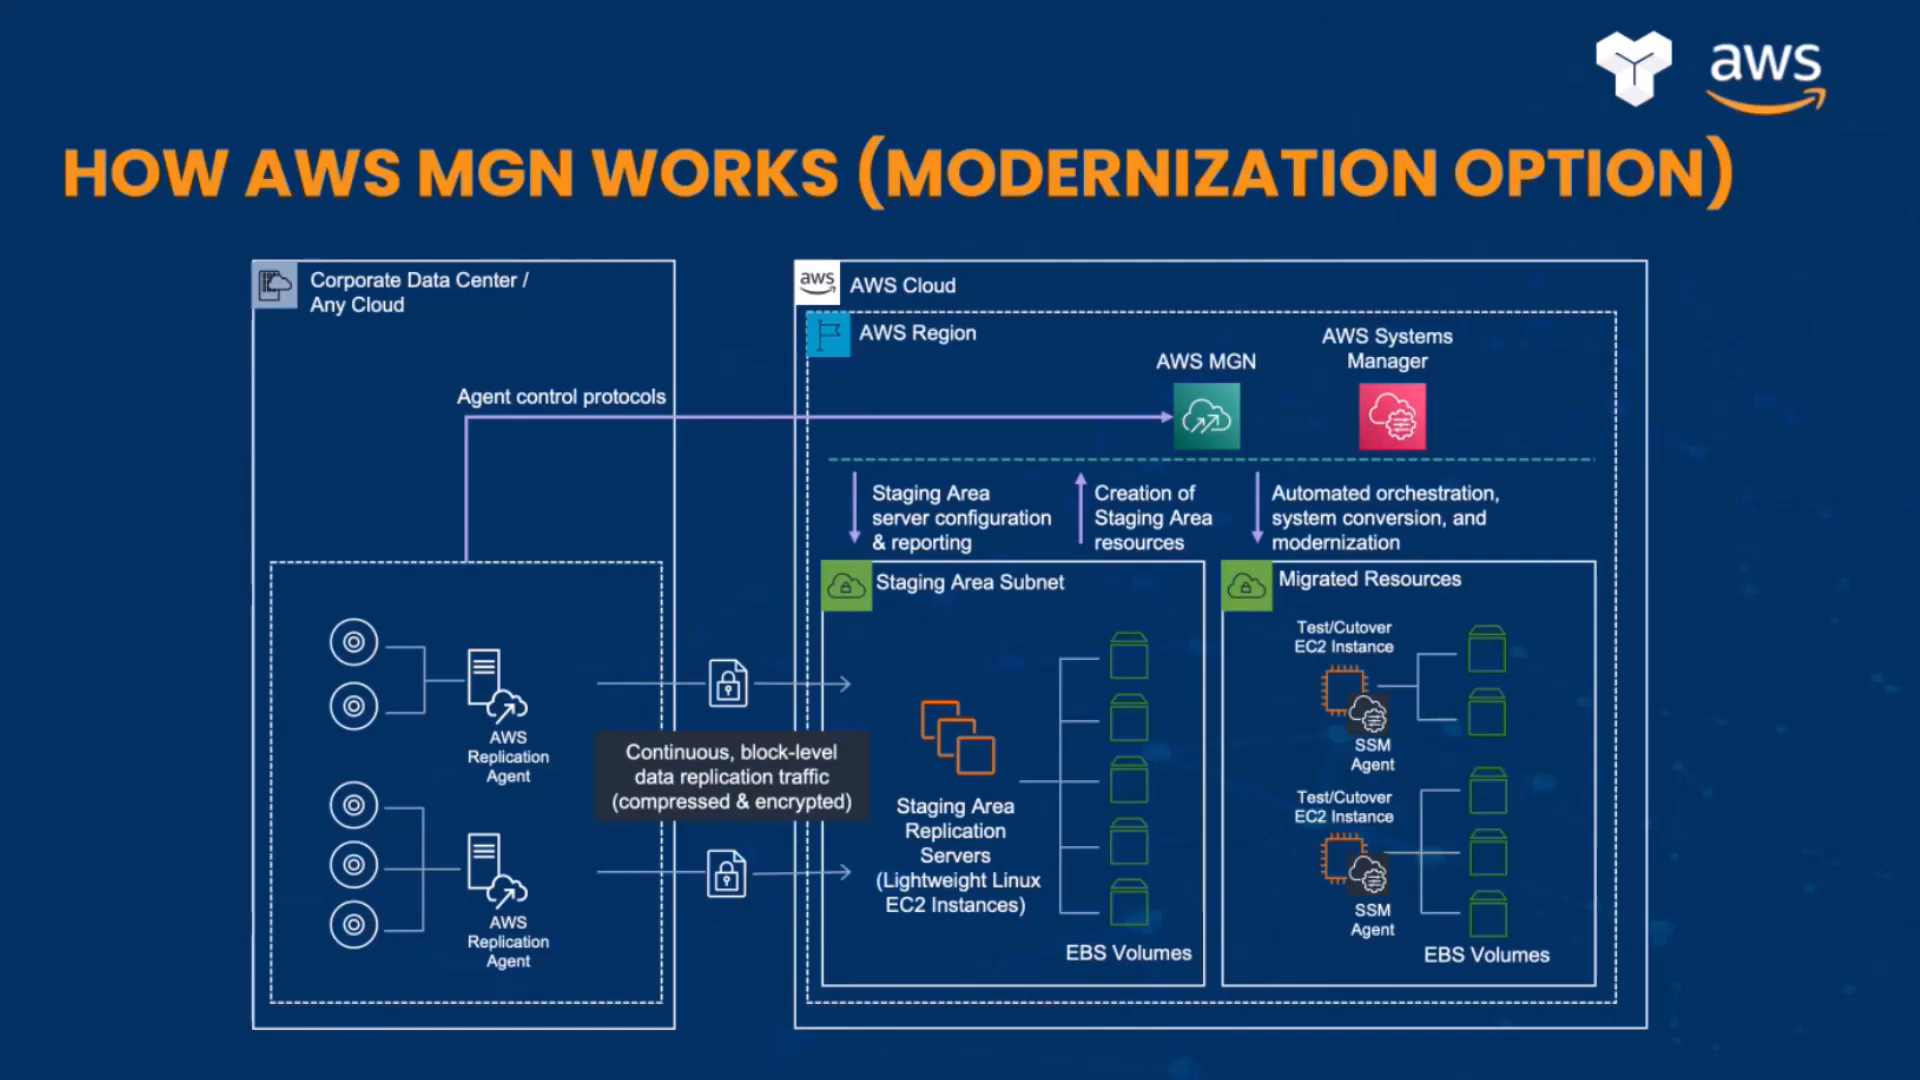 aws
HOW AWS MGN WORKS (MODERNIZATION OPTION)
Corporate Data Center /
Any Cloud
aws
AWS Cloud
AWS Region
AWS MGN
AWS Systems
Manager
Agent control protocols
Staging Area
server configuration
& reporting
Creation of
Staging Area
resources
Automated orchestration,
system conversion, and
modernization
AWS
Replication
Agent
AWS
Replication
Agent
Continuous, block-level
data replication traffic
(compressed & encrypted)
Staging Area Subnet
Staging Area
Replication
Servers
(Lightweight Linux
EC2 Instances)
EBS Volumes
Migrated Resources
Test/Cutover
EC2 Instance
SSM
Agent
Test/Cutover
EC2 Instance
SSM
Agent
EBS Volumes